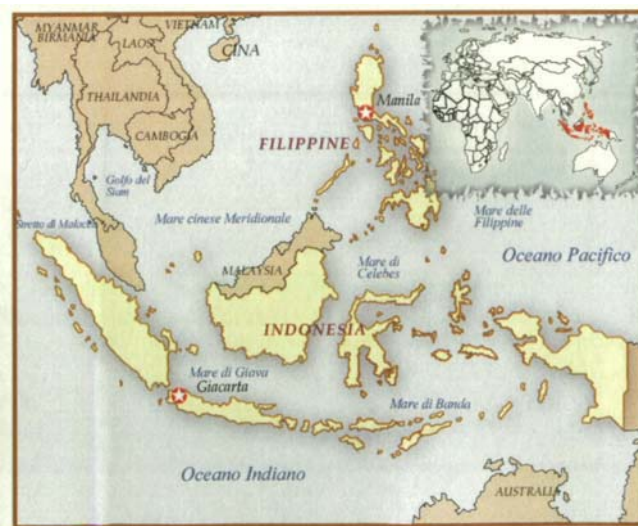 MYANMAR
BIRMANIA
VIETNAM
LAOS
CINA
THAILANDIA
Manila
CAMBOGIA
FILIPPINE
Golfo del
Siam
Mare cinese Meridionale
Mare delle
Filippine
Stretto di Malacca
Oceano Pacifico
MALAYSIA
Mare di
Celebes
INDONESIA
Mare di Giava
Giacarta
Mare di Banda
Oceano Indiano
AUSTRALIA